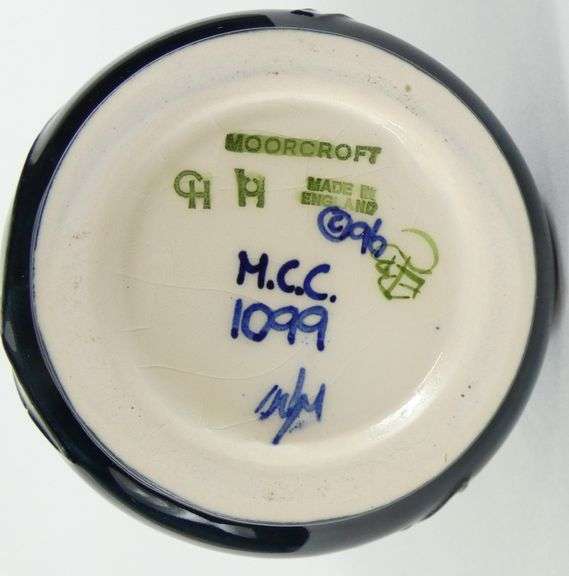 MOORCROFT
MADE IN
ENGLAND
©96
M.C.C.
1099